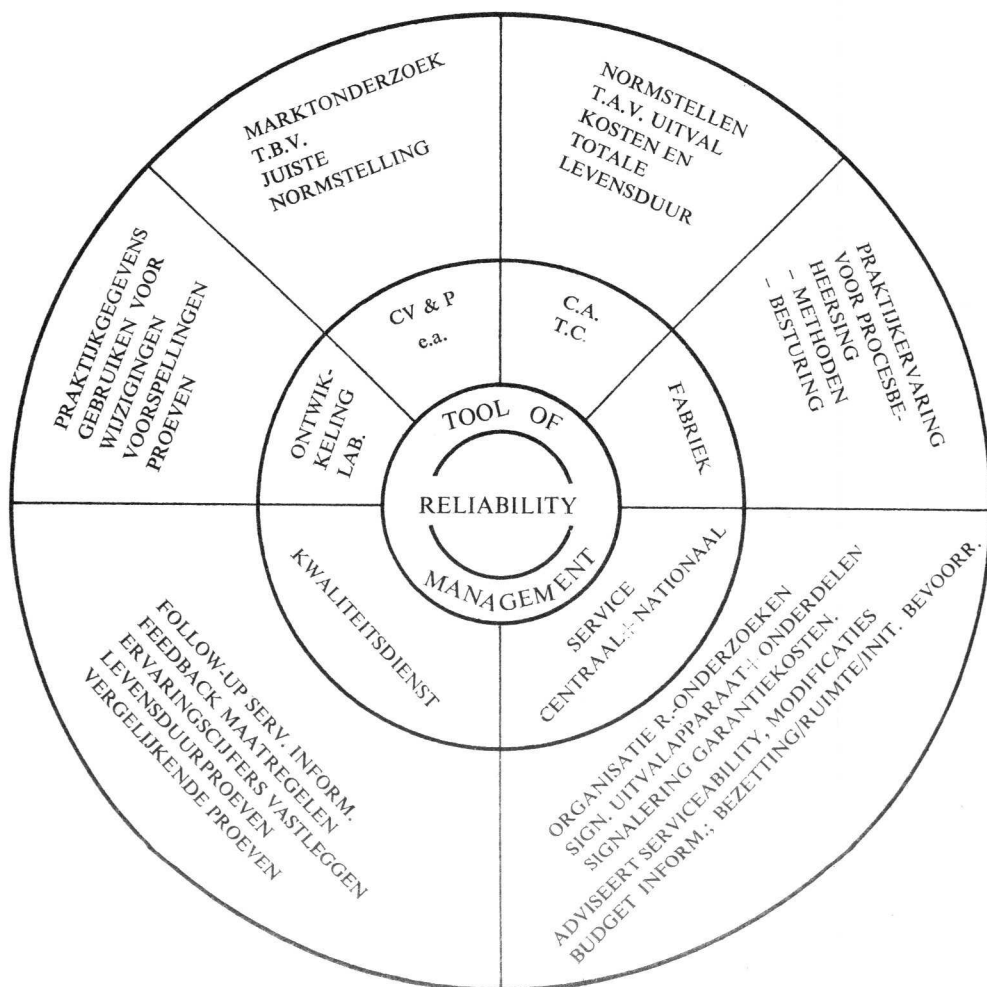 MARKTONDERZOEK
T.B.V.
JUISTE
NORMSTELLING
NORMSTELLEN
T.A.V. UITVAL
KOSTEN EN
TOTALE
LEVENSDUUR
PRAKTIJKGEGEVENS
GEBRUIKEN VOOR
WIJZIGINGEN
VOORSPELLINGEN
PROEVEN
CV & P
e.a.
C.A.
T.C.
PRAKTIJKERVARING
VOOR PROCESBE-
HEERSING
– METHODEN
– BESTURING
ONTWIK-
KELING
LAB.
FABRIEK
TOOL OF
RELIABILITY
MANAGEMENT
KWALITEITSDIENST
SERVICE
CENTRAAL + NATIONAAL
FOLLOW-UP SERV. INFORM.
FEEDBACK MAATREGELEN
ERVARINGSCIJFERS VASTLEGGEN
LEVENSDUURPROEVEN
VERGELIJKENDE PROEVEN
ORGANISATIE R.-ONDERZOEKEN
SIGN. UITVALAPPARAAT + ONDERDELEN
SIGNALERING GARANTIEKOSTEN.
ADVISEERT SERVICEABILITY, MODIFICATIES
BUDGET INFORM.; BEZETTING/RUIMTE/INIT. BEVOORR.